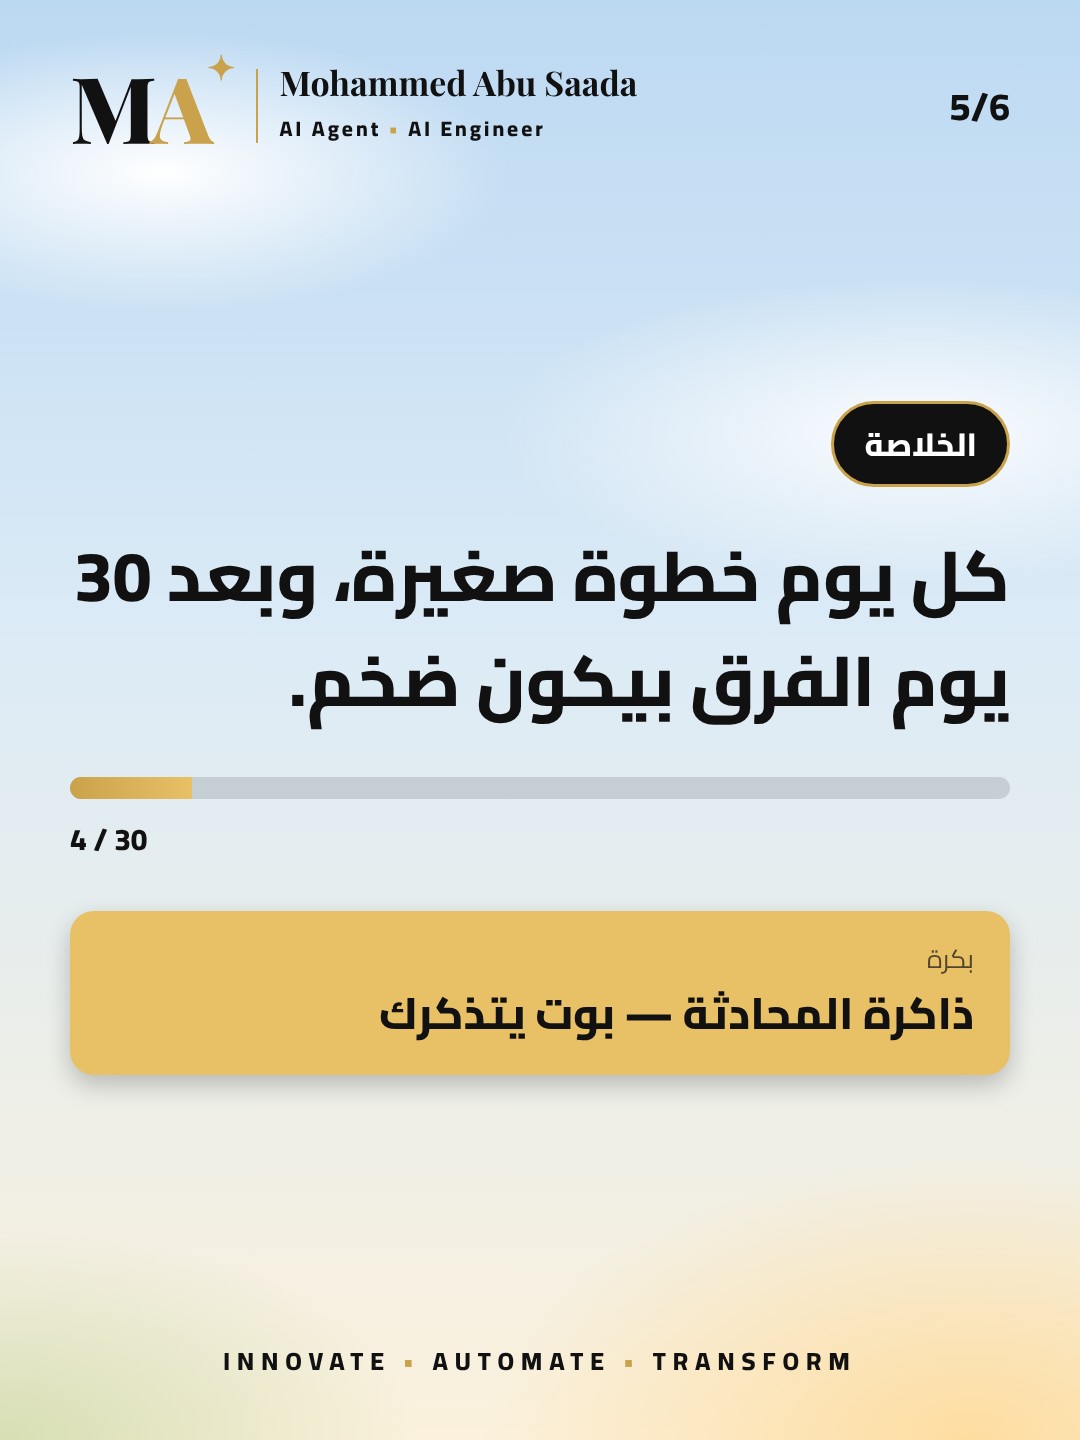 MA
Mohammed Abu Saada
AI Agent ▪ AI Engineer
5/6
الخلاصة
كل يوم خطوة صغيرة، وبعد 30
يوم الفرق بيكون ضخم.
4 / 30
بكرة
ذاكرة المحادثة — بوت يتذكرك
INNOVATE ▪ AUTOMATE ▪ TRANSFORM